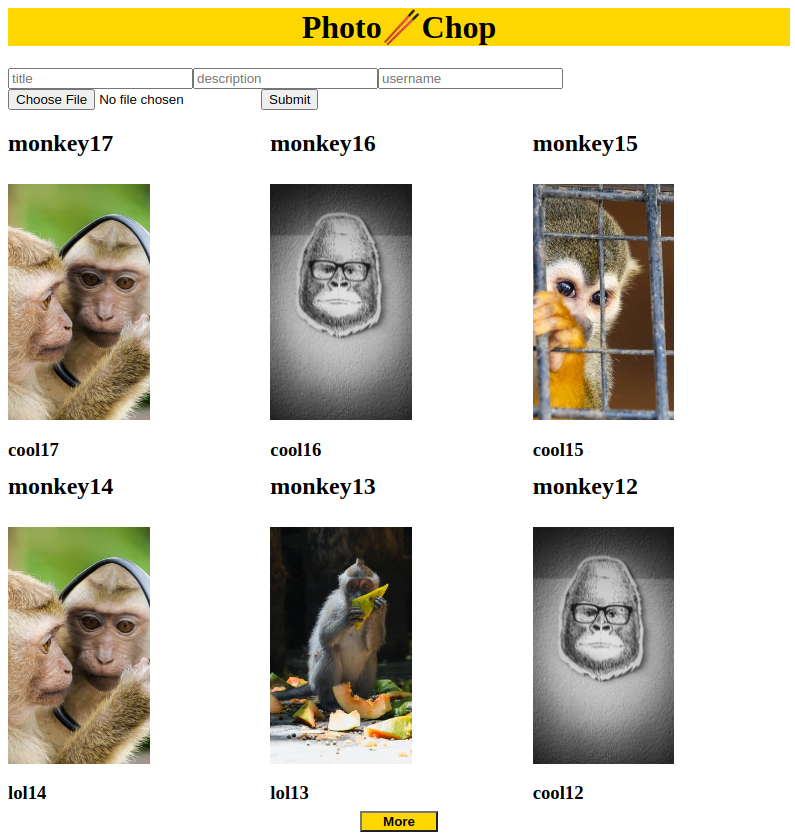 Photo Chop
title description username
Choose File No file chosen Submit
monkey17 monkey16 monkey15
cool17 cool16 cool15
monkey14 monkey13 monkey12
lol14 lol13 cool12
More